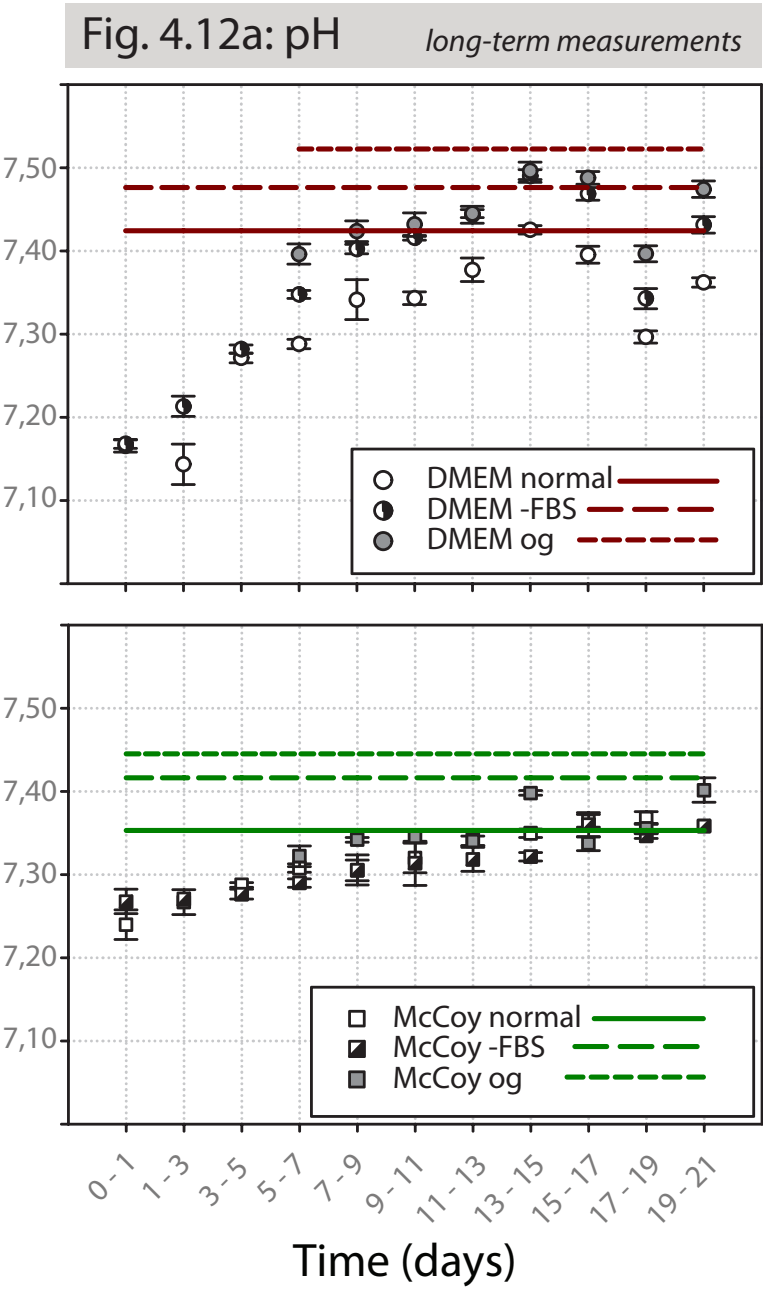 Fig. 4.12a: pH
long-term measurements
7,50
7,40
7,30
7,20
7,10
DMEM normal
DMEM -FBS
DMEM og
7,50
7,40
7,30
7,20
7,10
McCoy normal
McCoy -FBS
McCoy og
0 - 1
1 - 3
3 - 5
5 - 7
7 - 9
9 - 11
11 - 13
13 - 15
15 - 17
17 - 19
19 - 21
Time (days)